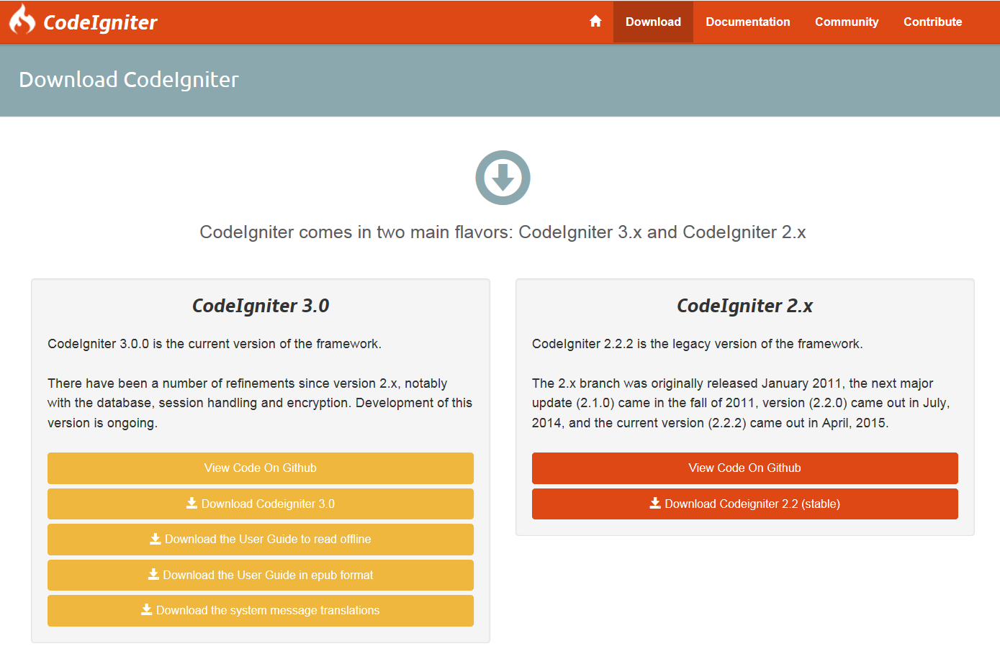 CodeIgniter
Download
Documentation
Community
Contribute
Download CodeIgniter
CodeIgniter comes in two main flavors: CodeIgniter 3.x and CodeIgniter 2.x
CodeIgniter 3.0
CodeIgniter 3.0.0 is the current version of the framework.
There have been a number of refinements since version 2.x, notably
with the database, session handling and encryption. Development of this
version is ongoing.
View Code On Github
Download Codeigniter 3.0
Download the User Guide to read offline
Download the User Guide in epub format
Download the system message translations
CodeIgniter 2.x
CodeIgniter 2.2.2 is the legacy version of the framework.
The 2.x branch was originally released January 2011, the next major
update (2.1.0) came in the fall of 2011, version (2.2.0) came out in July,
2014, and the current version (2.2.2) came out in April, 2015.
View Code On Github
Download Codeigniter 2.2 (stable)